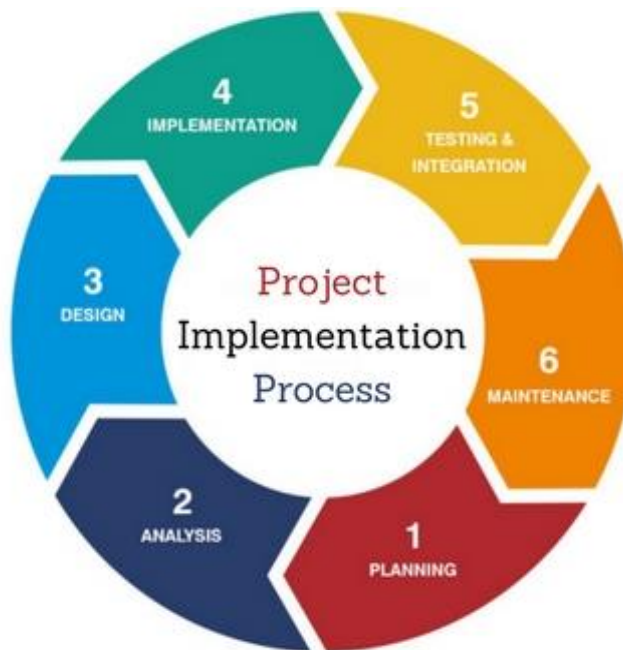 Project
Implementation
Process
1
PLANNING
2
ANALYSIS
3
DESIGN
4
IMPLEMENTATION
5
TESTING &
INTEGRATION
6
MAINTENANCE